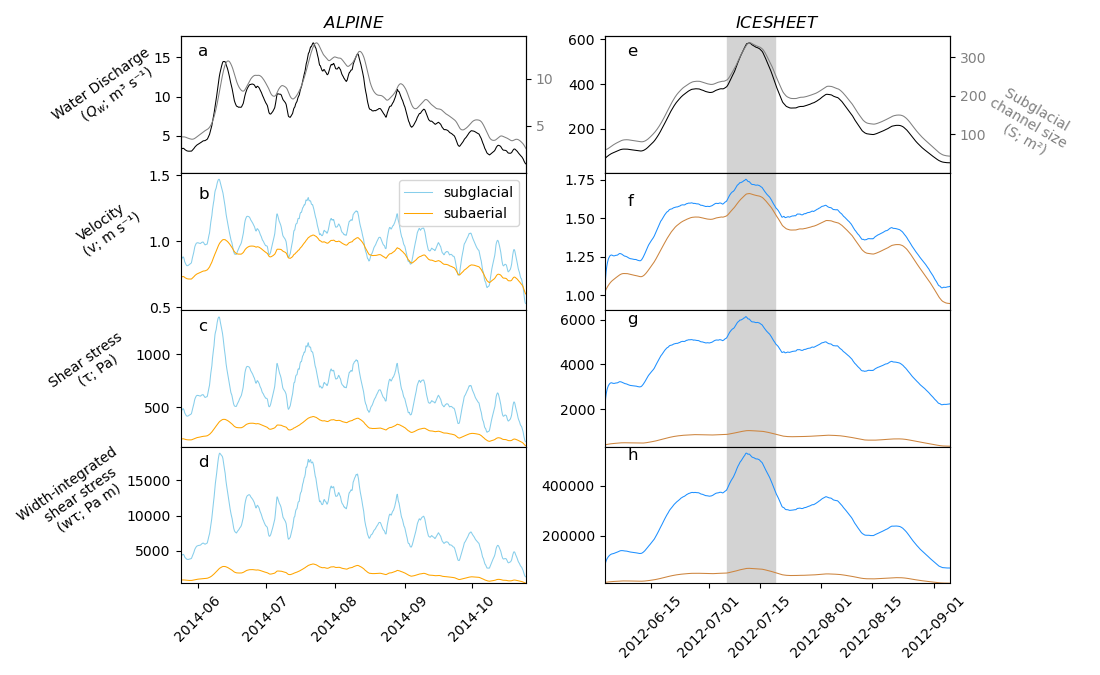 ALPINE
ICESHEET
Water Discharge
(Qw; m³ s⁻¹)
a
15
10
5
10
5
e
600
400
200
300
200
100
Subglacial
channel size
(S; m²)
Velocity
(v; m s⁻¹)
b
1.5
1.0
0.5
subglacial
subaerial
f
1.75
1.50
1.25
1.00
Shear stress
(τ; Pa)
c
1000
500
g
6000
4000
2000
Width-integrated
shear stress
(wτ; Pa m)
d
15000
10000
5000
h
400000
200000
2014-06
2014-07
2014-08
2014-09
2014-10
2012-06-15
2012-07-01
2012-07-15
2012-08-01
2012-08-15
2012-09-01